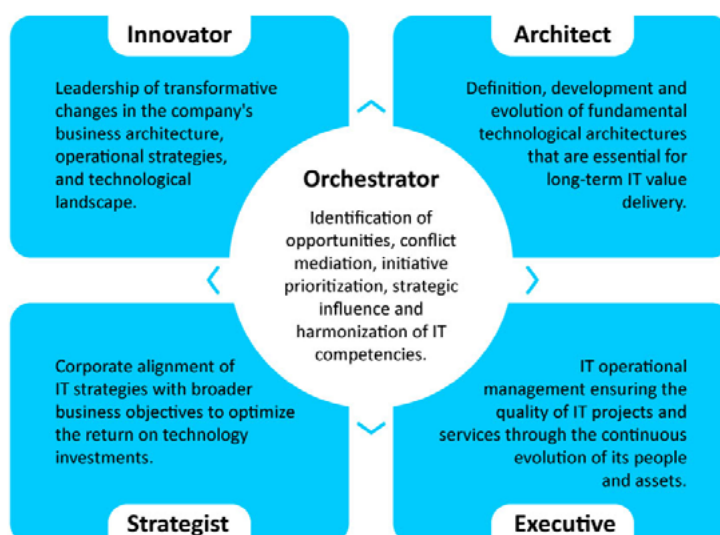 Innovator
Leadership of transformative
changes in the company's
business architecture,
operational strategies,
and technological
landscape.
Architect
Definition, development and
evolution of fundamental
technological architectures
that are essential for
long-term IT value
delivery.
Orchestrator
Identification of
opportunities, conflict
mediation, initiative
prioritization, strategic
influence and
harmonization of IT
competencies.
Corporate alignment of
IT strategies with broader
business objectives to optimize
the return on technology
investments.
Strategist
IT operational
management ensuring the
quality of IT projects and
services through the continuous
evolution of its people
and assets.
Executive